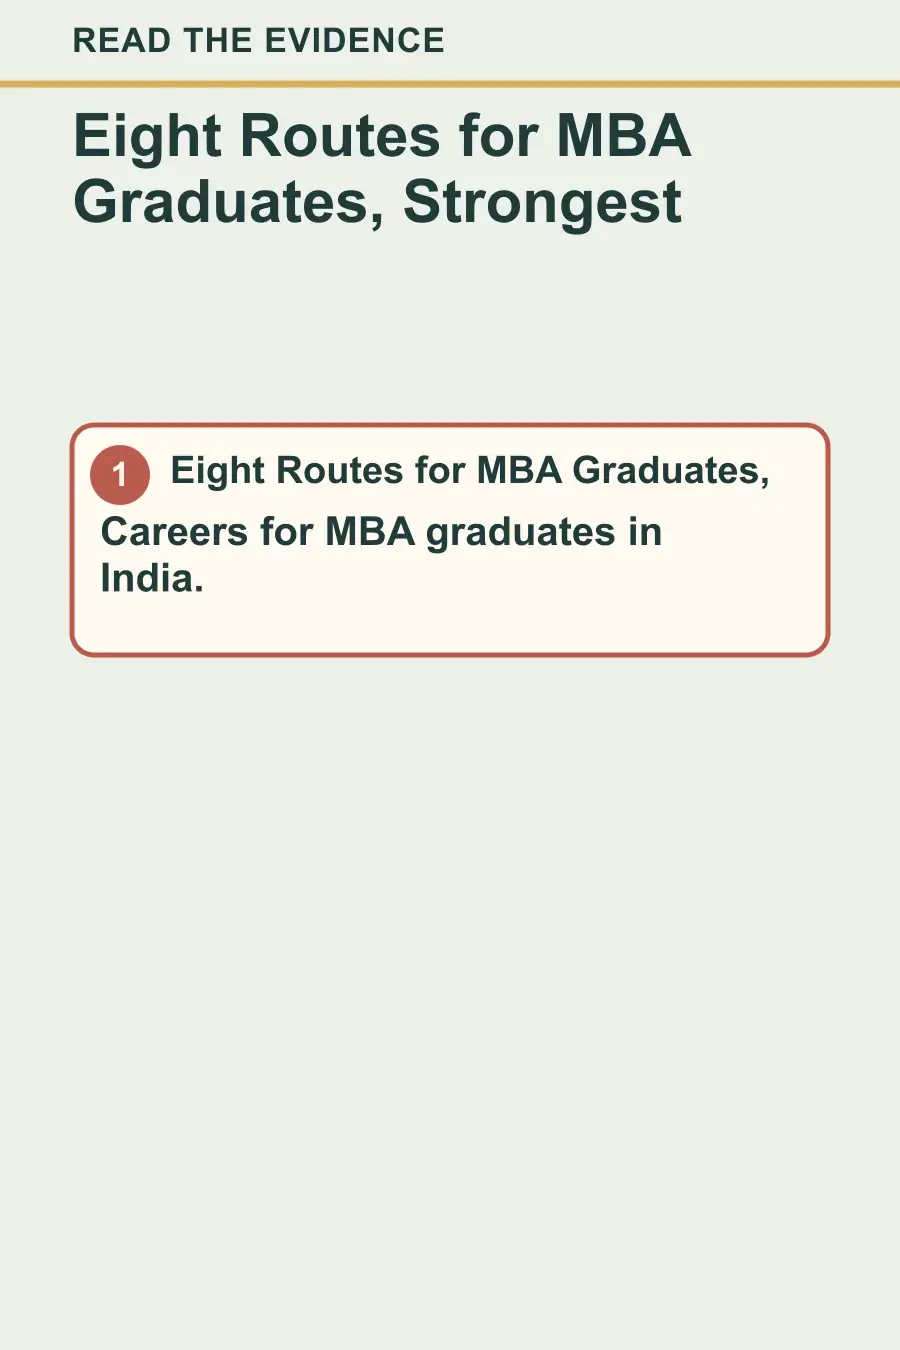 READ THE EVIDENCE
Eight Routes for MBA
Graduates, Strongest
1 Eight Routes for MBA Graduates,
Careers for MBA graduates in
India.